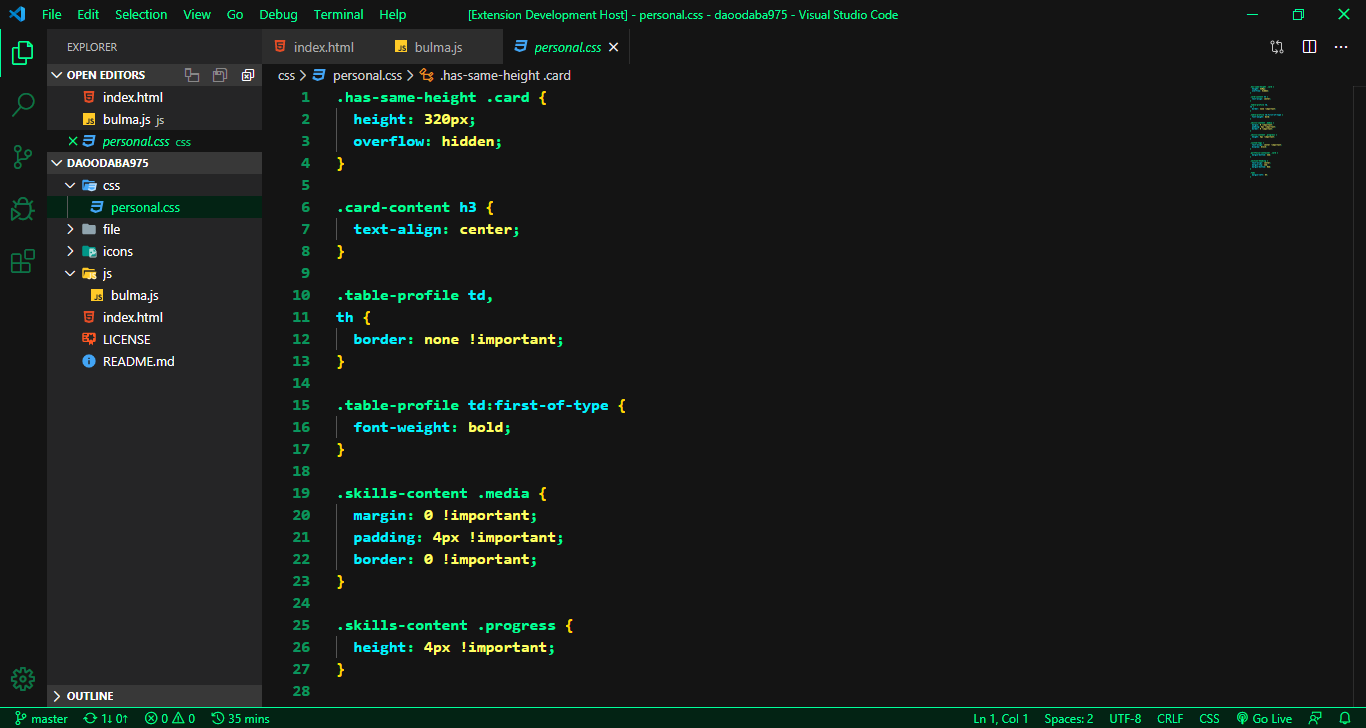 File Edit Selection View Go Debug Terminal Help [Extension Development Host] - personal.css - daoodaba975 - Visual Studio Code
EXPLORER
OPEN EDITORS
index.html
bulma.js js
personal.css css
DAOODABA975
css
personal.css
file
icons
js
bulma.js
index.html
LICENSE
README.md
OUTLINE
index.html bulma.js personal.css
css > personal.css > .has-same-height .card
1 .has-same-height .card {
2   height: 320px;
3   overflow: hidden;
4 }
5
6 .card-content h3 {
7   text-align: center;
8 }
9
10 .table-profile td,
11 th {
12   border: none !important;
13 }
14
15 .table-profile td:first-of-type {
16   font-weight: bold;
17 }
18
19 .skills-content .media {
20   margin: 0 !important;
21   padding: 4px !important;
22   border: 0 !important;
23 }
24
25 .skills-content .progress {
26   height: 4px !important;
27 }
28
master 1↓ 0↑ 0 0 35 mins Ln 1, Col 1 Spaces: 2 UTF-8 CRLF CSS Go Live